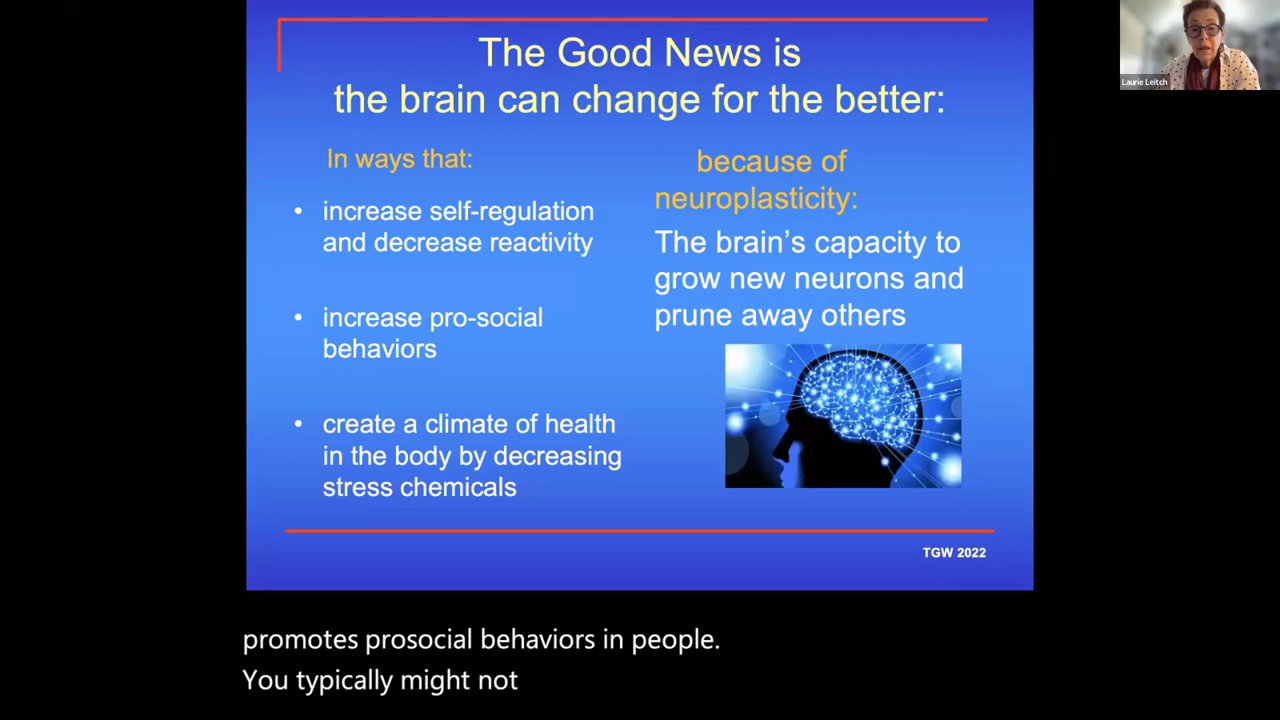 The Good News is
the brain can change for the better:
In ways that:
• increase self-regulation
and decrease reactivity
• increase pro-social
behaviors
• create a climate of health
in the body by decreasing
stress chemicals
because of
neuroplasticity:
The brain’s capacity to
grow new neurons and
prune away others
TGW 2022
Laurie Leitch
promotes prosocial behaviors in people.
You typically might not